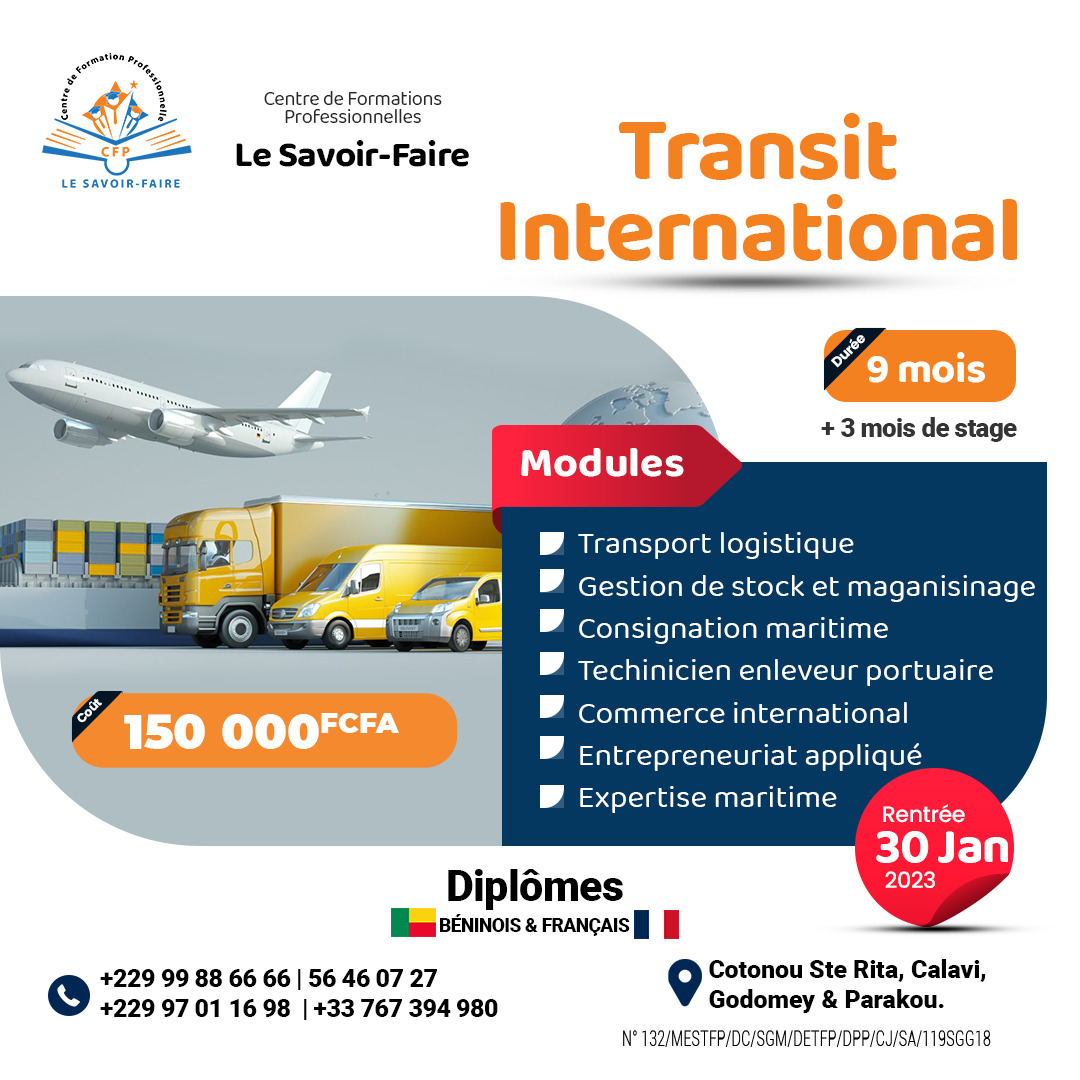 Centre de Formation Professionnelle
CFP
LE SAVOIR-FAIRE
Centre de Formations
Professionnelles
Le Savoir-Faire
Transit
International
Durée
9 mois
+ 3 mois de stage
Modules
Transport logistique
Gestion de stock et maganisinage
Consignation maritime
Techinicien enleveur portuaire
Commerce international
Entrepreneuriat appliqué
Expertise maritime
Coût
150 000 FCFA
Rentrée
30 Jan
2023
Diplômes
BÉNINOIS & FRANÇAIS
+229 99 88 66 66 | 56 46 07 27
+229 97 01 16 98 | +33 767 394 980
Cotonou Ste Rita, Calavi,
Godomey & Parakou.
N° 132/MESTFP/DC/SGM/DETFP/DPP/CJ/SA/119SGG18